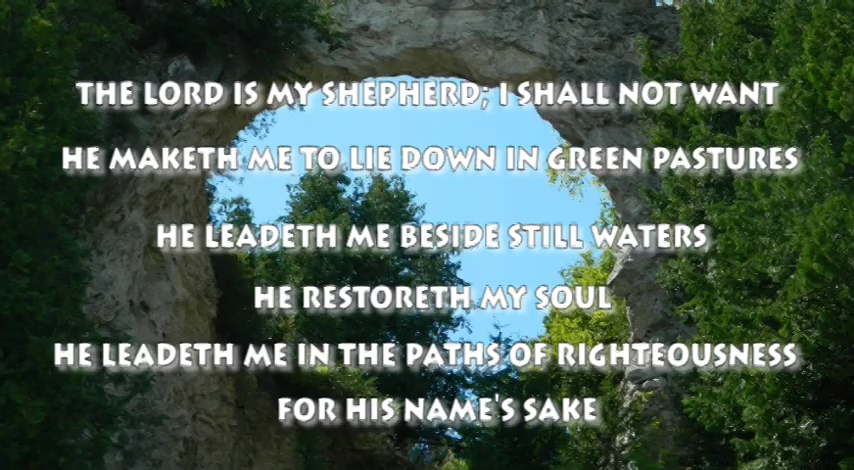 THE LORD IS MY SHEPHERD; I SHALL NOT WANT
HE MAKETH ME TO LIE DOWN IN GREEN PASTURES
HE LEADETH ME BESIDE STILL WATERS
HE RESTORETH MY SOUL
HE LEADETH ME IN THE PATHS OF RIGHTEOUSNESS
FOR HIS NAME'S SAKE